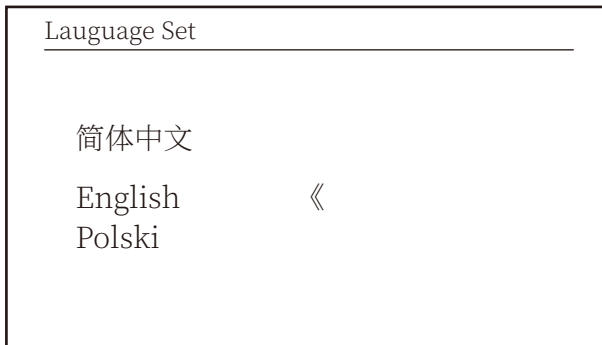 Lauguage Set
简体中文
English 《
Polski